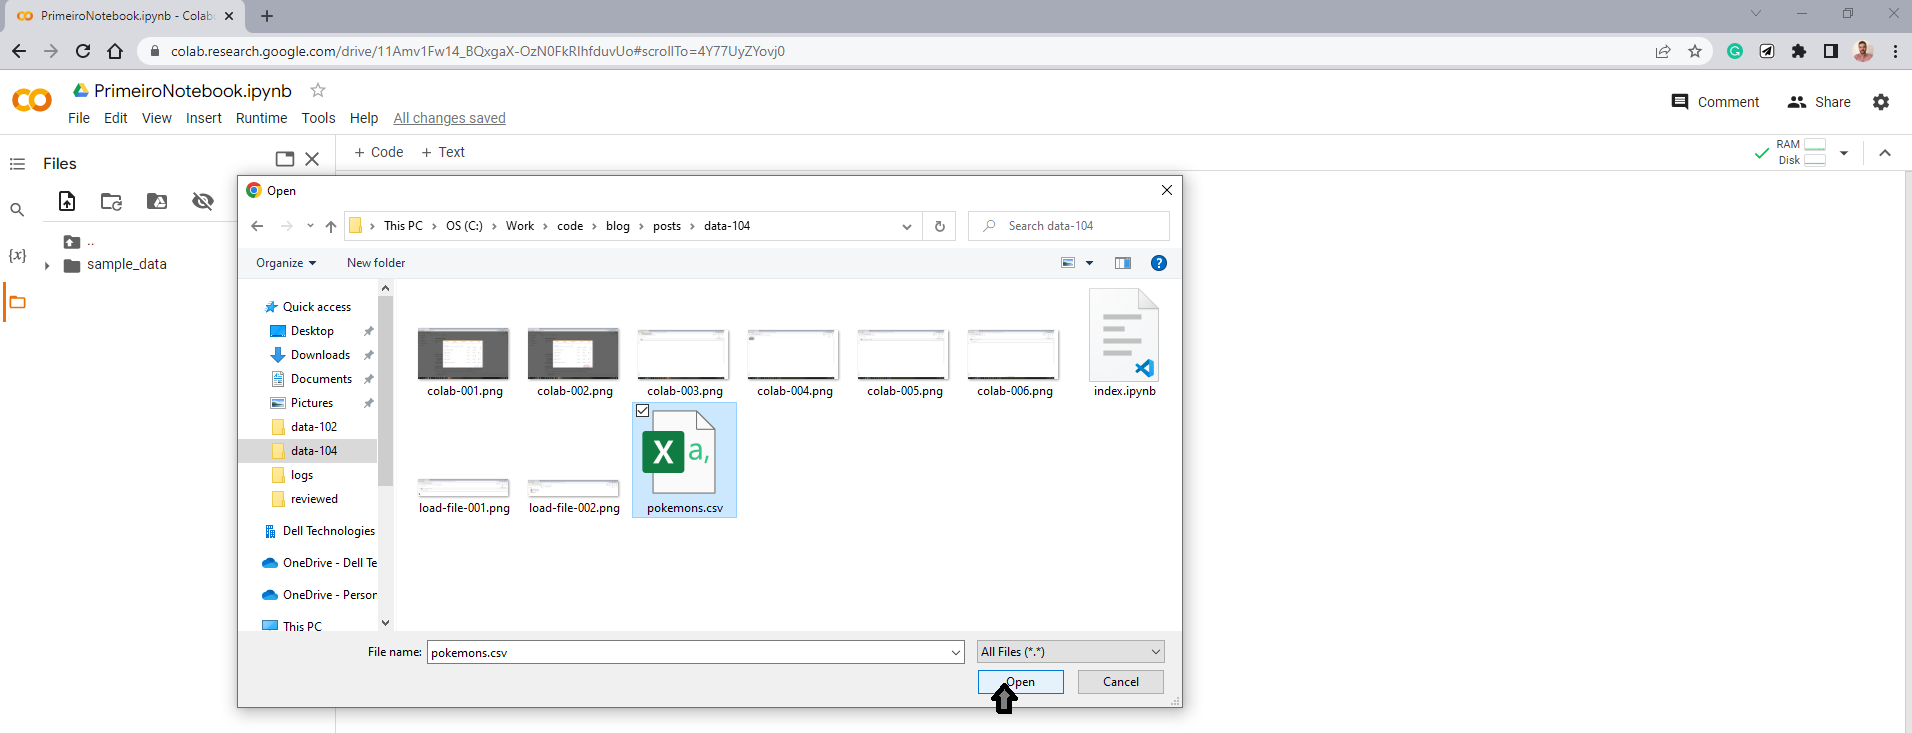 PrimeiroNotebook.ipynb - Colab
colab.research.google.com/drive/11Amv1Fw14_BQxgaX-OzN0FkRIhfduvUo#scrollTo=4Y77UyZYovj0
PrimeiroNotebook.ipynb
Comment
Share
File Edit View Insert Runtime Tools Help All changes saved
Files
+ Code + Text
RAM
Disk
Open
..
sample_data
{x}
This PC > OS (C:) > Work > code > blog > posts > data-104
Search data-104
Organize New folder
Quick access
Desktop
Downloads
Documents
Pictures
data-102
data-104
logs
reviewed
Dell Technologies
OneDrive - Dell Te
OneDrive - Person
This PC
colab-001.png colab-002.png colab-003.png colab-004.png colab-005.png colab-006.png index.ipynb
X a,
load-file-001.png load-file-002.png pokemons.csv
File name: pokemons.csv All Files (*.*)
Open Cancel